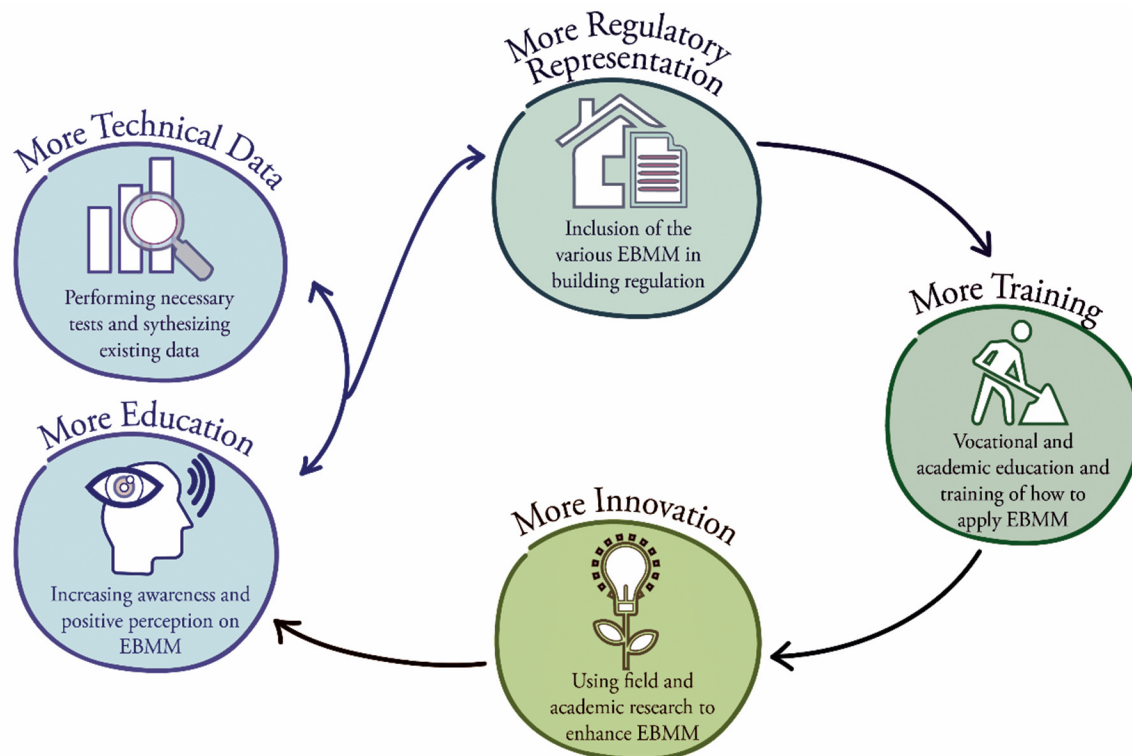 More Regulatory
Representation
Inclusion of the
various EBMM in
building regulation
More Technical Data
Performing necessary
tests and sythesizing
existing data
More Training
Vocational and
academic education and
training of how to
apply EBMM
More Education
Increasing awareness and
positive perception on
EBMM
More Innovation
Using field and
academic research to
enhance EBMM